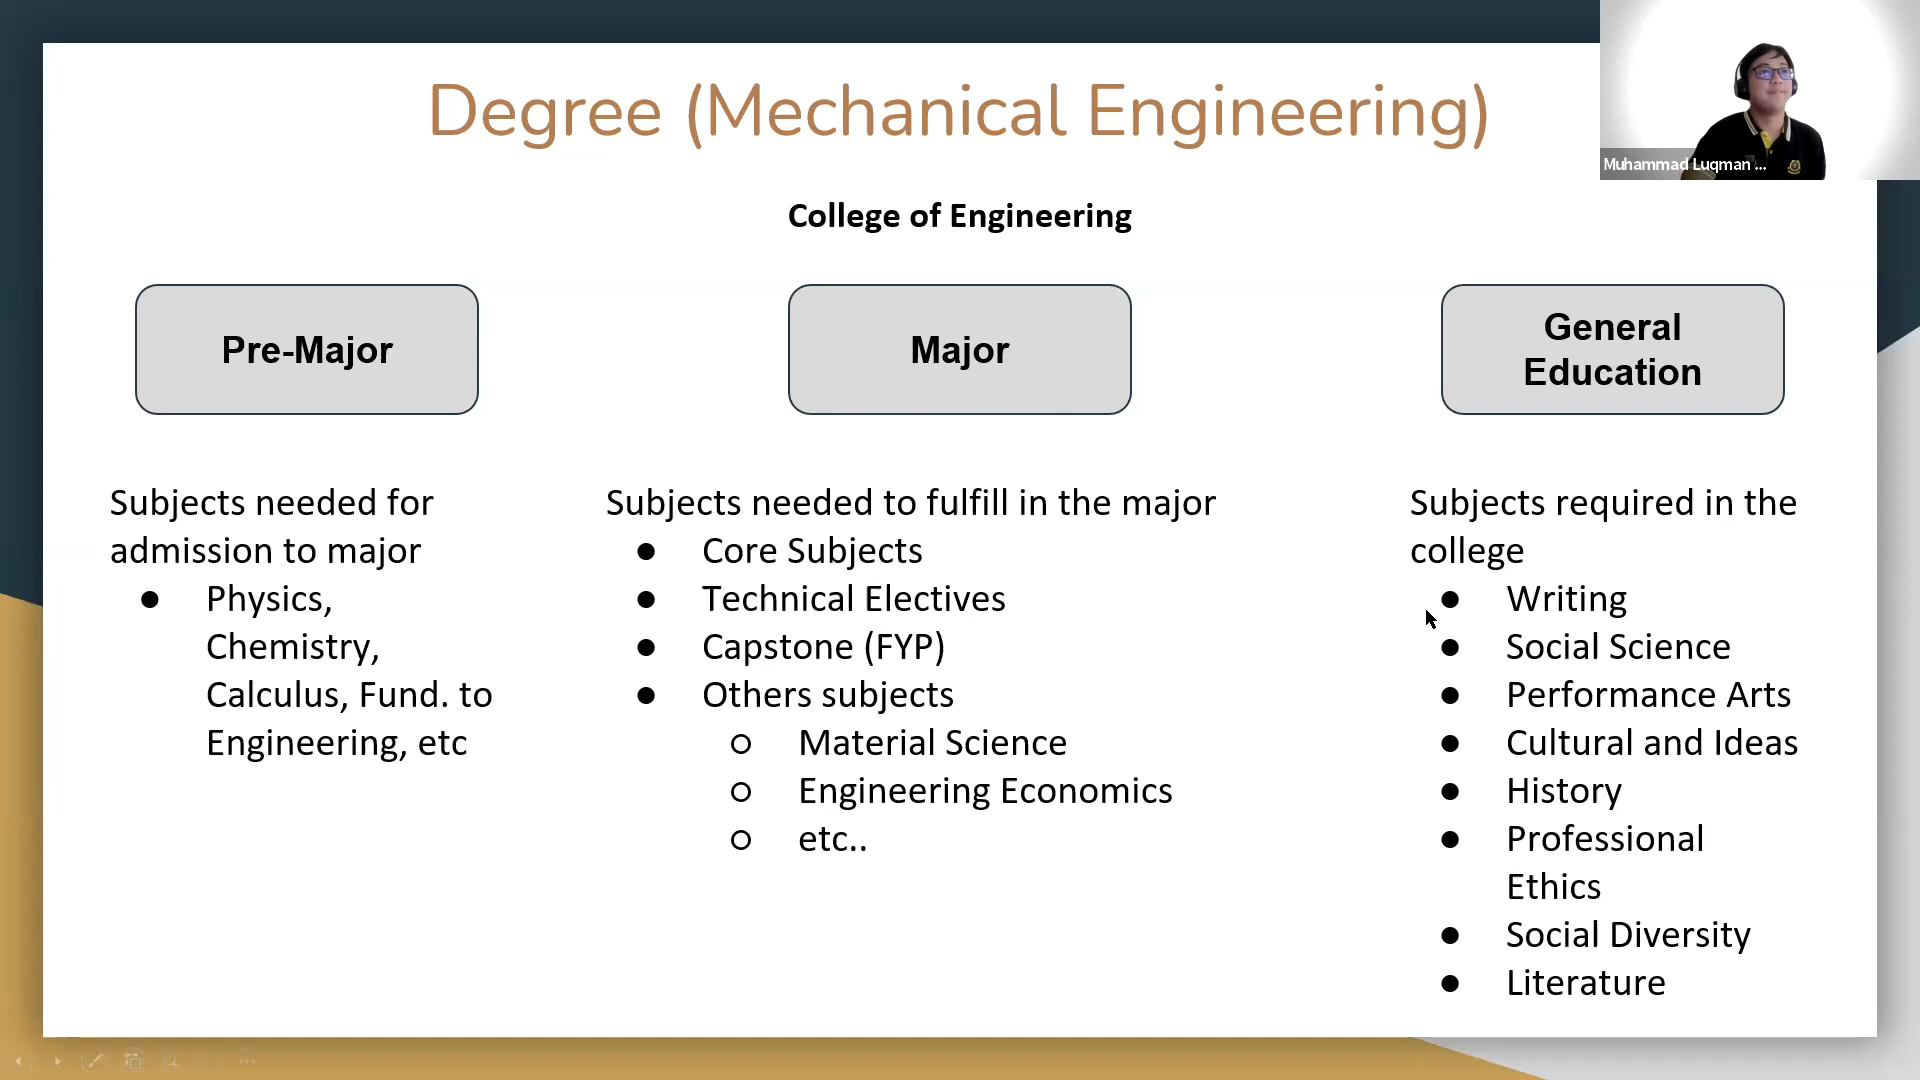 Degree (Mechanical Engineering)
Muhammad Luqman ...
College of Engineering
Pre-Major
Major
General
Education
Subjects needed for
admission to major
● Physics,
Chemistry,
Calculus, Fund. to
Engineering, etc
Subjects needed to fulfill in the major
● Core Subjects
● Technical Electives
● Capstone (FYP)
● Others subjects
○ Material Science
○ Engineering Economics
○ etc..
Subjects required in the
college
● Writing
● Social Science
● Performance Arts
● Cultural and Ideas
● History
● Professional
Ethics
● Social Diversity
● Literature